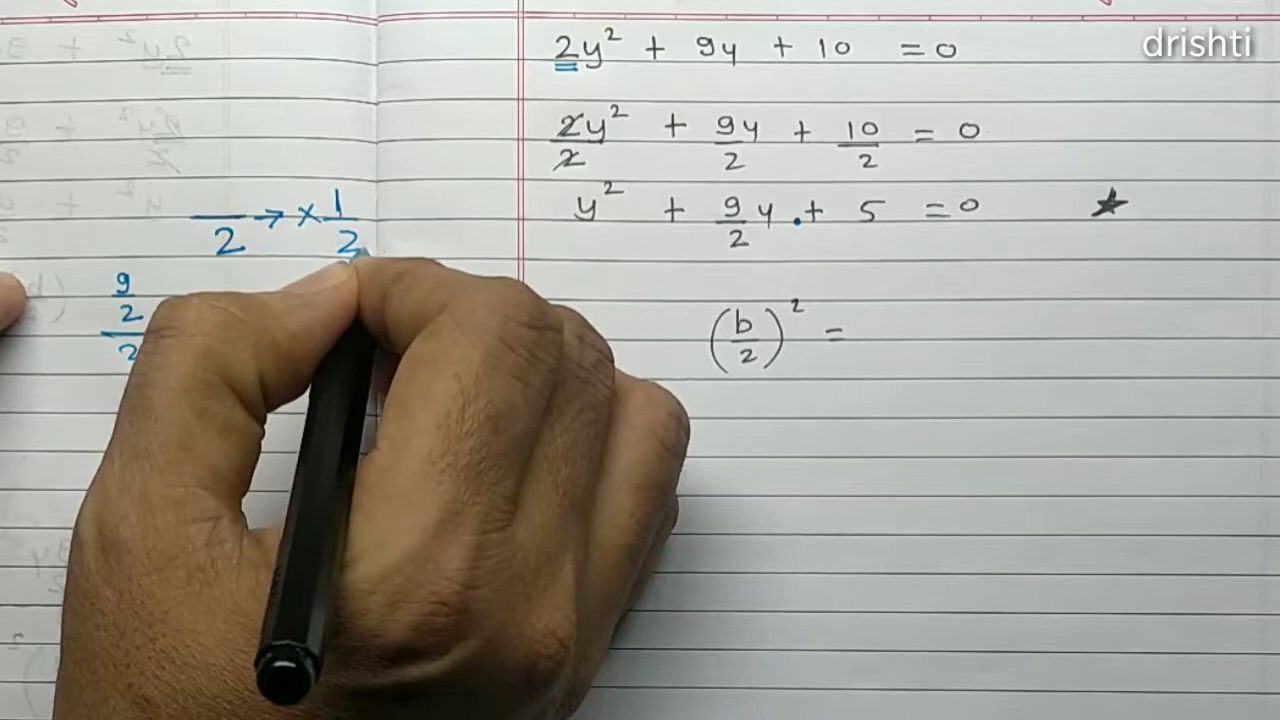 drishti
2y² + 9y + 10 = 0
2y²/2 + 9y/2 + 10/2 = 0
y² + 9/2 y + 5 = 0 ★
—/2 → × 1/2
9/2/2
(b/2)² =